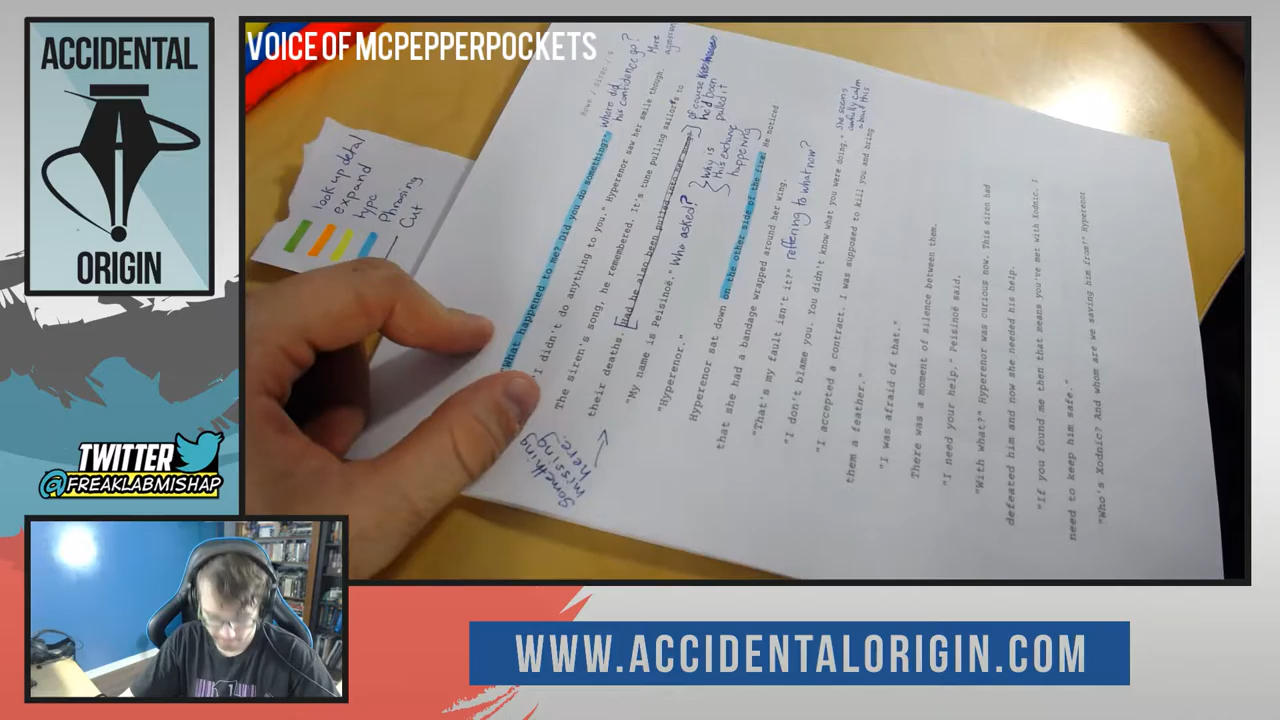 VOICE OF MCPEPPERPOCKETS
ACCIDENTAL
ORIGIN
TWITTER
@FREAKLABMISHAP
WWW.ACCIDENTALORIGIN.COM
look up detail
expand
typo
Phrasing
Cut
"What happened to me? Did you do something?"
where did
his confidence go?
More
"I didn't do anything to you." Hyperenor saw her smile though.
The siren's song, he remembered. It's tune pulling sailors to
their deaths. [Had he also been pulled into her song?]
of course
he'd been
pulled it
"My name is Peisinoë." Who asked?
} Why is
this exchange
happening
"Hyperenor."
Something
missing
here.
Hyperenor sat down on the other side of the fire. He noticed
that she had a bandage wrapped around her wing.
"That's my fault isn't it?" reffering to what now?
"I don't blame you. You didn't know what you were doing." She seems
awfully calm
about this
"I accepted a contract. I was supposed to kill you and bring
them a feather."
"I was afraid of that."
There was a moment of silence between them.
"I need your help," Peisinoë said.
"With what?" Hyperenor was curious now. This siren had
defeated him and now she needed his help.
"If you found me then that means you've met with Xodnic. I
need to keep him safe."
"Who's Xodnic? And whom are we saving him from?" Hyperenor